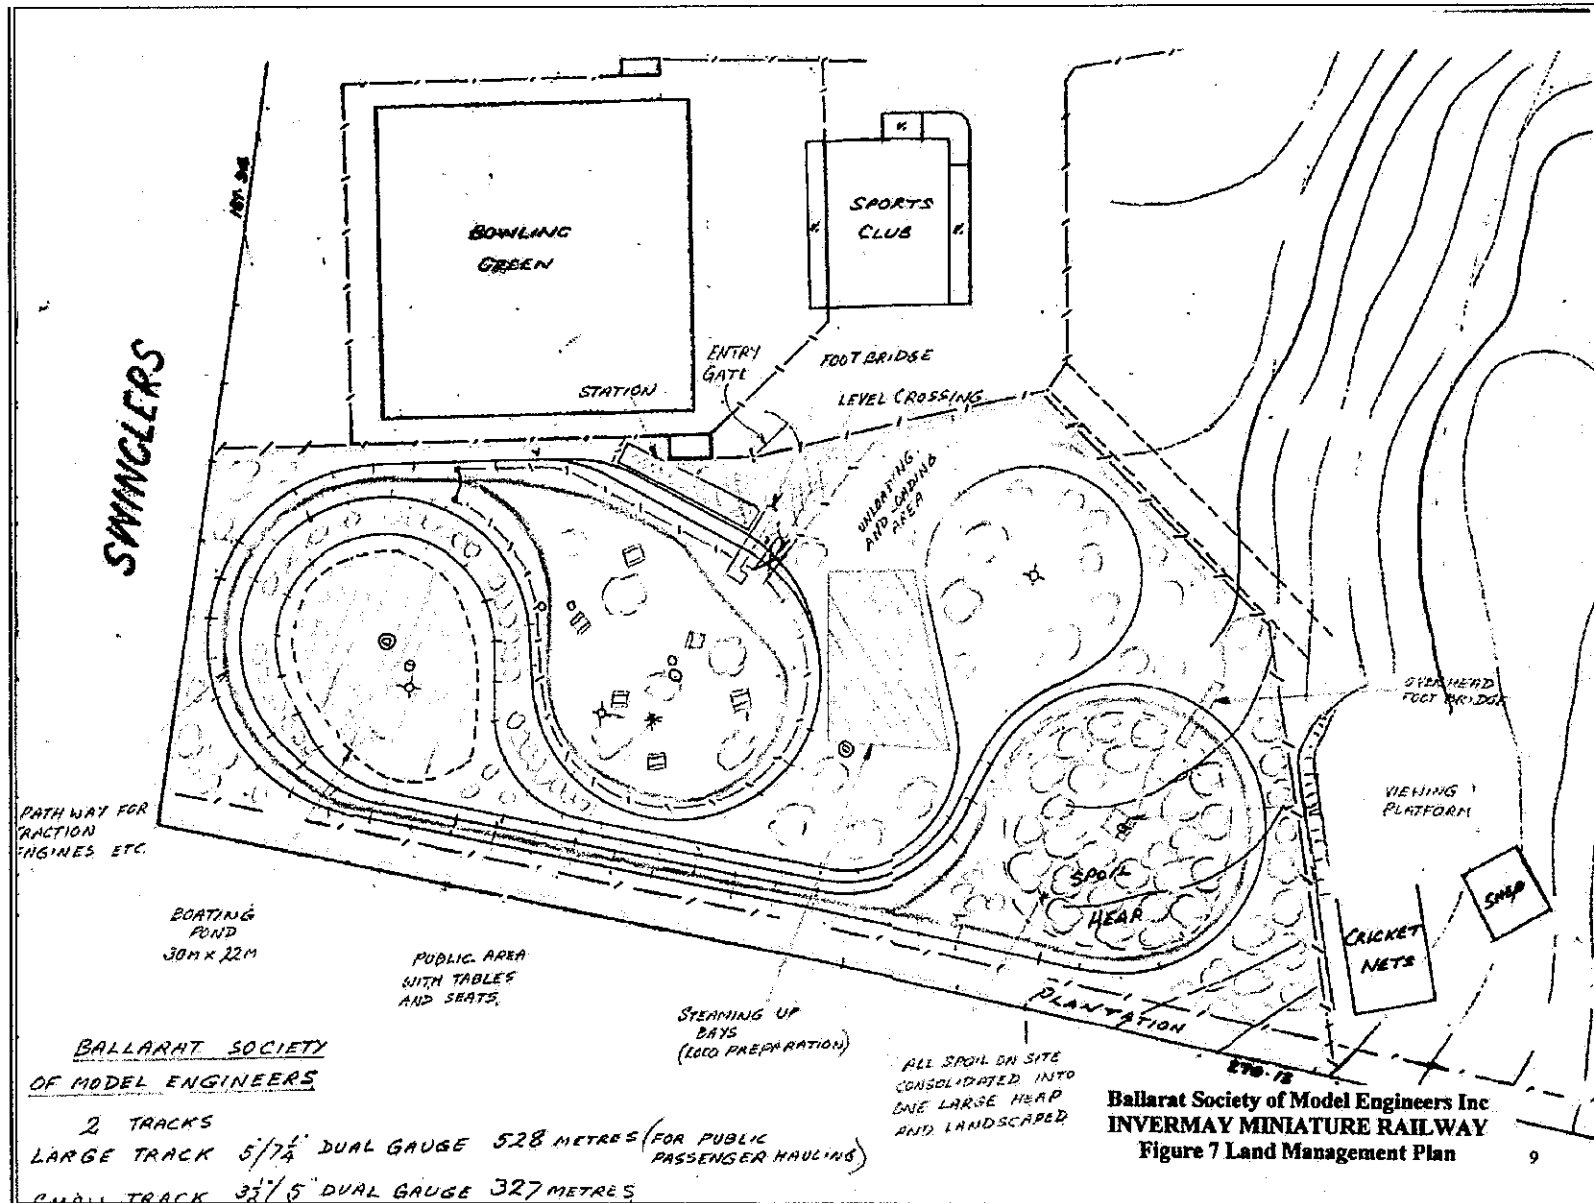 BOWLING
GREEN
SPORTS
CLUB
V.
V.
V.
SWINGLERS
ENTRY
GATE
FOOT BRIDGE
STATION
LEVEL CROSSING
UNLOADING
AND LOADING
AREA
OVERHEAD
FOOT BRIDGE
VIEWING
PLATFORM
PATHWAY FOR
TRACTION
ENGINES ETC.
SPOIL
HEAP
SHED
CRICKET
NETS
BOATING
POND
30M x 22M
PUBLIC AREA
WITH TABLES
AND SEATS.
STEAMING UP
BAYS
(LOCO PREPARATION)
PLANTATION
ALL SPOIL ON SITE
CONSOLIDATED INTO
ONE LARGE HEAP
AND LANDSCAPED
BALLARAT SOCIETY
OF MODEL ENGINEERS
2 TRACKS
LARGE TRACK 5"/7¼" DUAL GAUGE 528 METRES (FOR PUBLIC
PASSENGER HAULING)
SMALL TRACK 3½"/5" DUAL GAUGE 327 METRES
Ballarat Society of Model Engineers Inc
INVERMAY MINIATURE RAILWAY
Figure 7 Land Management Plan
9